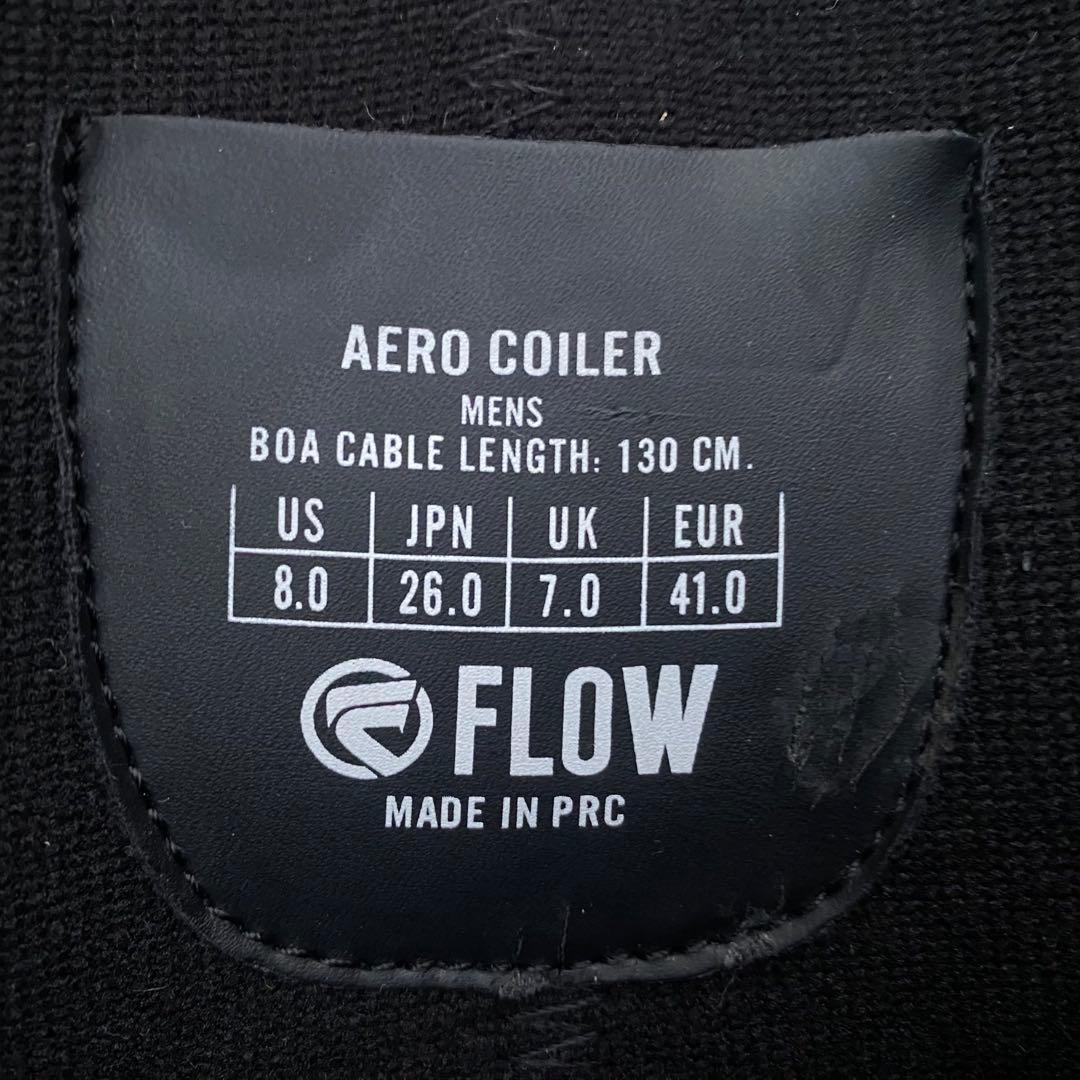 AERO COILER
MENS
BOA CABLE LENGTH: 130 CM.
US JPN UK EUR
8.0 26.0 7.0 41.0
FLOW
MADE IN PRC